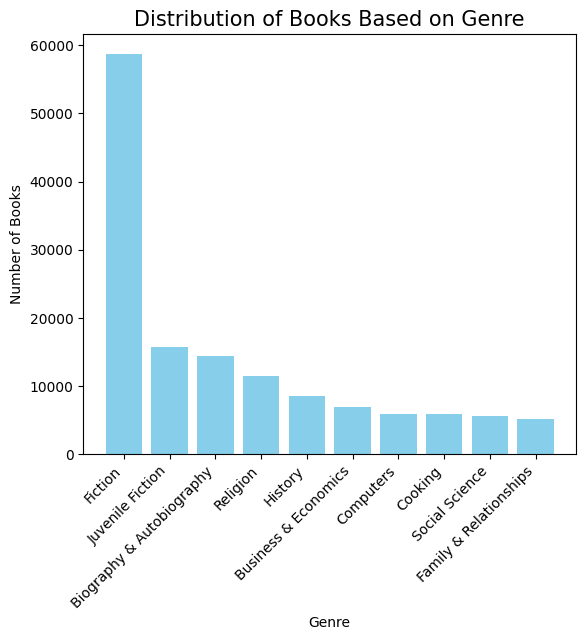 Distribution of Books Based on Genre
Number of Books
60000
50000
40000
30000
20000
10000
0
Fiction
Juvenile Fiction
Biography & Autobiography
Religion
History
Business & Economics
Computers
Cooking
Social Science
Family & Relationships
Genre